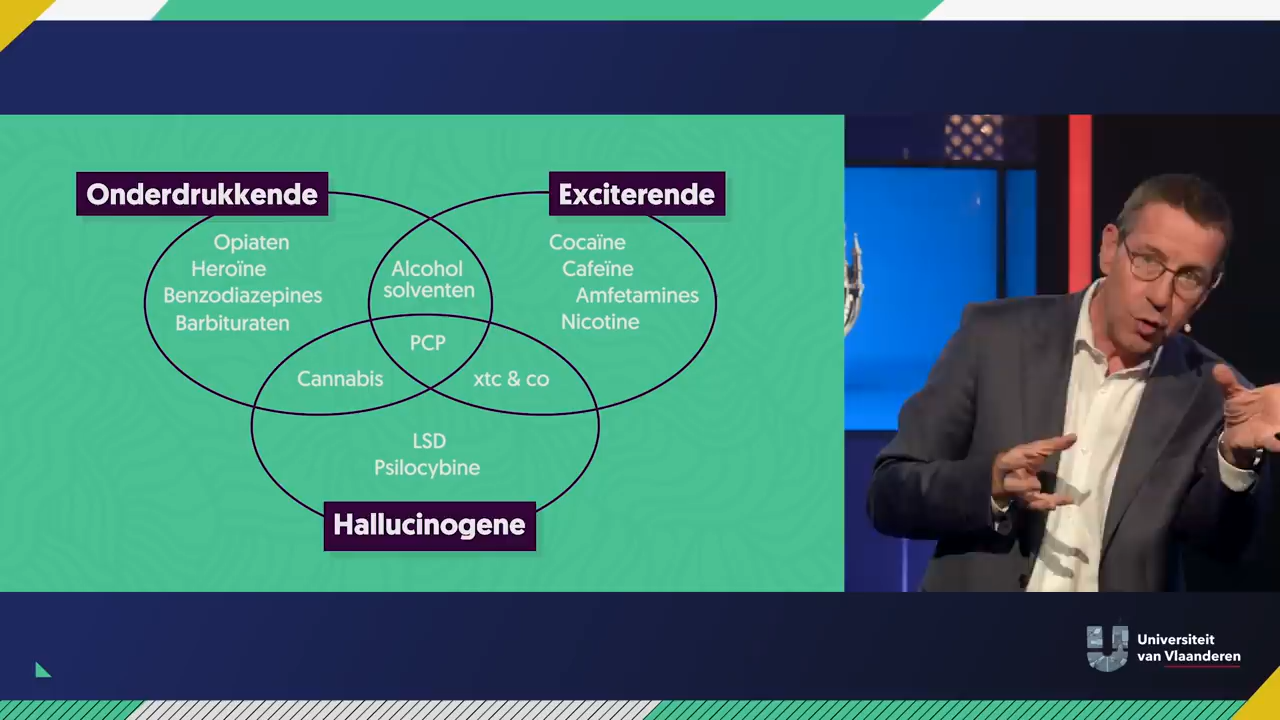 Onderdrukkende
Exciterende
Opiaten
Heroïne
Benzodiazepines
Barbituraten
Alcohol
solventen
Cocaïne
Cafeïne
Amfetamines
Nicotine
PCP
Cannabis
xtc & co
LSD
Psilocybine
Hallucinogene
Universiteit
van Vlaanderen